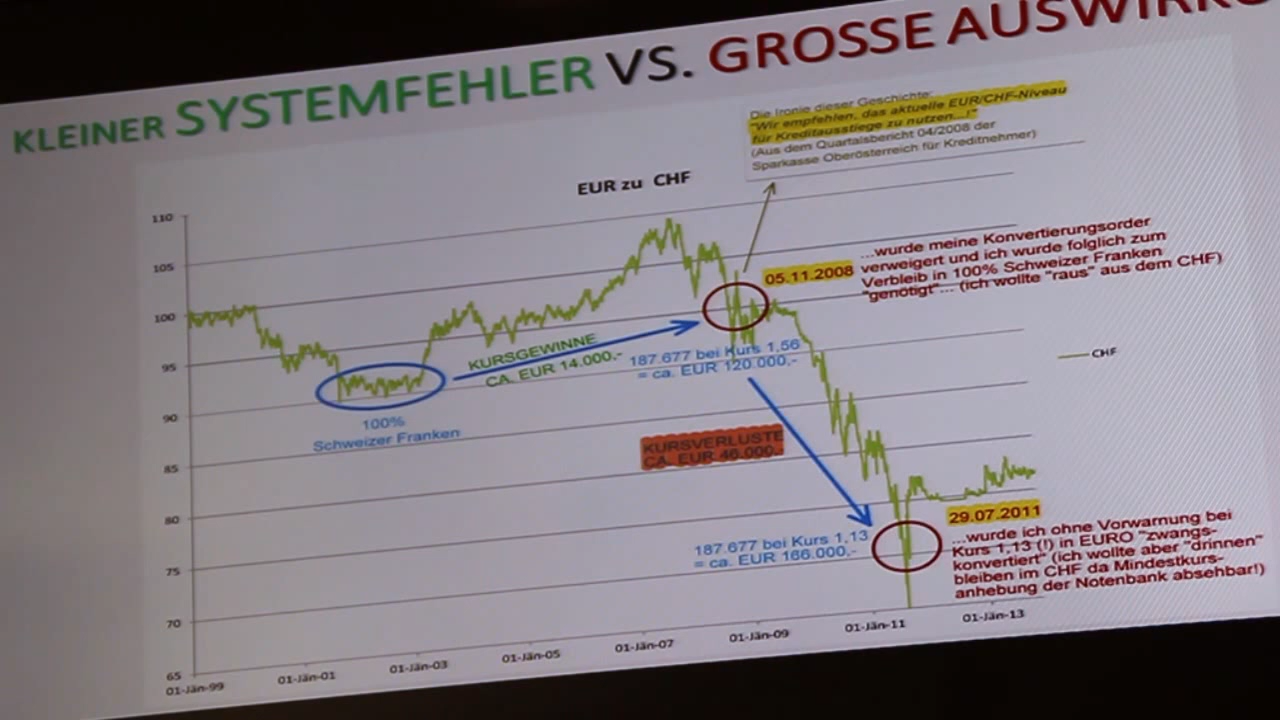 KLEINER SYSTEMFEHLER VS. GROSSE AUSWIRKU
Die Ironie dieser Geschichte:
"Wir empfehlen, das aktuelle EUR/CHF-Niveau
für Kreditausstiege zu nutzen...!"
(Aus dem Quartalsbericht 04/2008 der
Sparkasse Oberösterreich für Kreditnehmer)
EUR zu CHF
110
105
100
95
90
85
80
75
70
65
05.11.2008
...wurde meine Konvertierungsorder
verweigert und ich wurde folglich zum
Verbleib in 100% Schweizer Franken
"genötigt"... (ich wollte "raus" aus dem CHF)
KURSGEWINNE
CA. EUR 14.000,-
187.677 bei Kurs 1,56
= ca. EUR 120.000,-
CHF
100%
Schweizer Franken
KURSVERLUSTE
CA. EUR 46.000,-
187.677 bei Kurs 1,13
= ca. EUR 166.000,-
29.07.2011
...wurde ich ohne Vorwarnung bei
Kurs 1,13 (!) in EURO "zwangs-
konvertiert" (ich wollte aber "drinnen"
bleiben im CHF da Mindestkurs-
anhebung der Notenbank absehbar!)
01-Jän-99
01-Jän-01
01-Jän-03
01-Jän-05
01-Jän-07
01-Jän-09
01-Jän-11
01-Jän-13